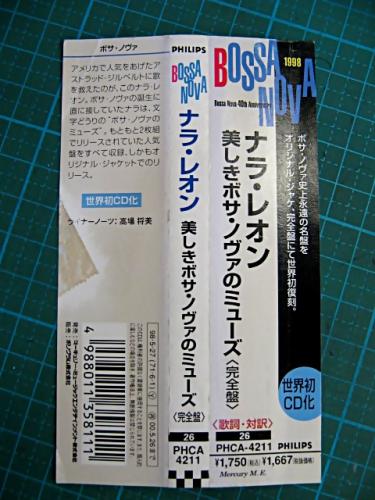 ボサ・ノヴァ
アメリカで人気をあげたア
ストラッド・ジルベルトに歌
を教えたのが、このナラ・レ
オン。ボサ・ノヴァの誕生に
直に接していたナラは、文
字どうりの“ボサ・ノヴァの
ミューズ”。もともと2枚組
でリリースされていた人気
盤をすべて収録、しかもオ
リジナル・ジャケットでのリ
リース。
世界初CD化
ライナーノーツ:高場 将美
4 988011 358111
PHILIPS
BOSSA
NOVA
ナラ・レオン 美しきボサ・ノヴァのミューズ
〈完全盤〉
26
PHCA
4211
BOSSA
NOVA
1998
Bossa Nova 40th Anniversary
ナラ・レオン
美しきボサ・ノヴァのミューズ〈完全盤〉
〈歌詞・対訳〉
26
PHCA-4211
PHILIPS
¥1,750(税込) ¥1,667(税抜価格)
Mercury M.E.
ボサ・ノヴァ史上永遠の名盤を
オリジナル・ジャケ、完全盤にて世界初復刻。
世界初
CD化